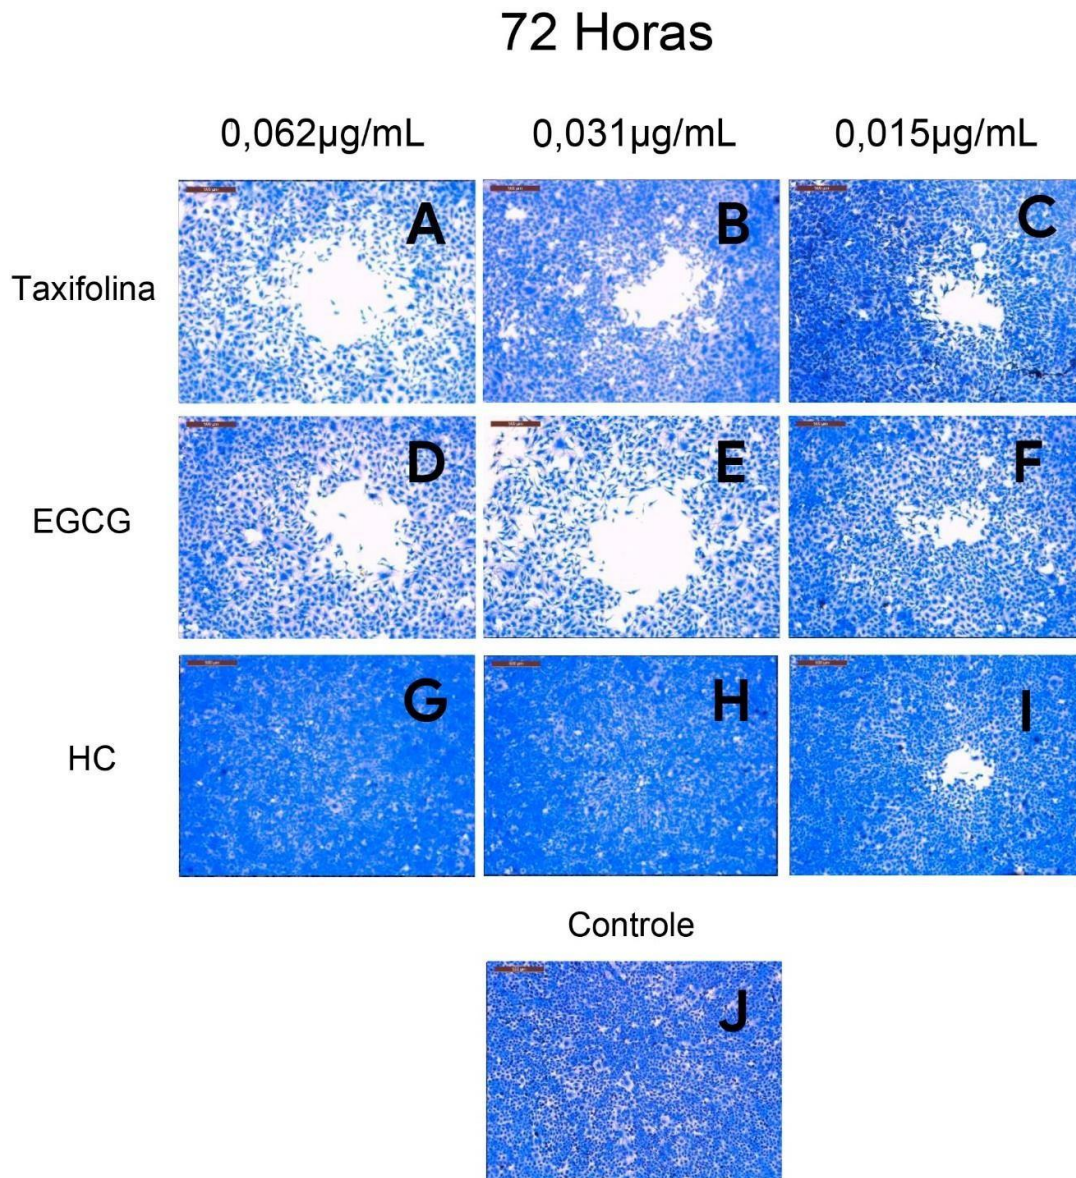 72 Horas
0,062µg/mL 0,031µg/mL 0,015µg/mL
Taxifolina
A B C
EGCG
D E F
HC
G H I
Controle
J